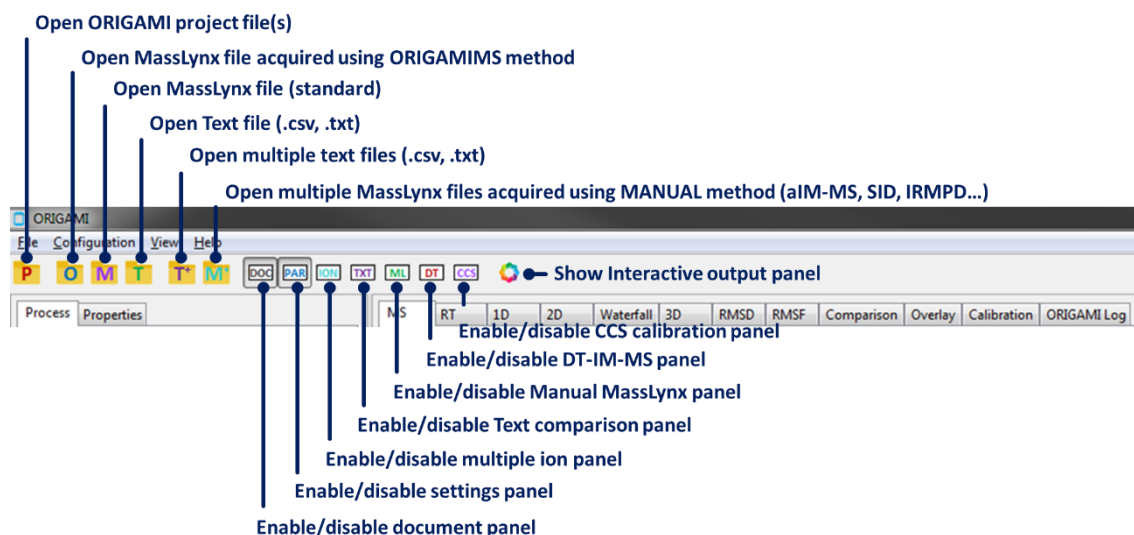 Open ORIGAMI project file(s)
Open MassLynx file acquired using ORIGAMIMS method
Open MassLynx file (standard)
Open Text file (.csv, .txt)
Open multiple text files (.csv, .txt)
Open multiple MassLynx files acquired using MANUAL method (aIM-MS, SID, IRMPD...)
ORIGAMI
File Configuration View Help
P O M T T+ M+ DOC PAR ION TXT ML DT CCS Show Interactive output panel
Process Properties MS RT 1D 2D Waterfall 3D RMSD RMSF Comparison Overlay Calibration ORIGAMI Log
Enable/disable CCS calibration panel
Enable/disable DT-IM-MS panel
Enable/disable Manual MassLynx panel
Enable/disable Text comparison panel
Enable/disable multiple ion panel
Enable/disable settings panel
Enable/disable document panel